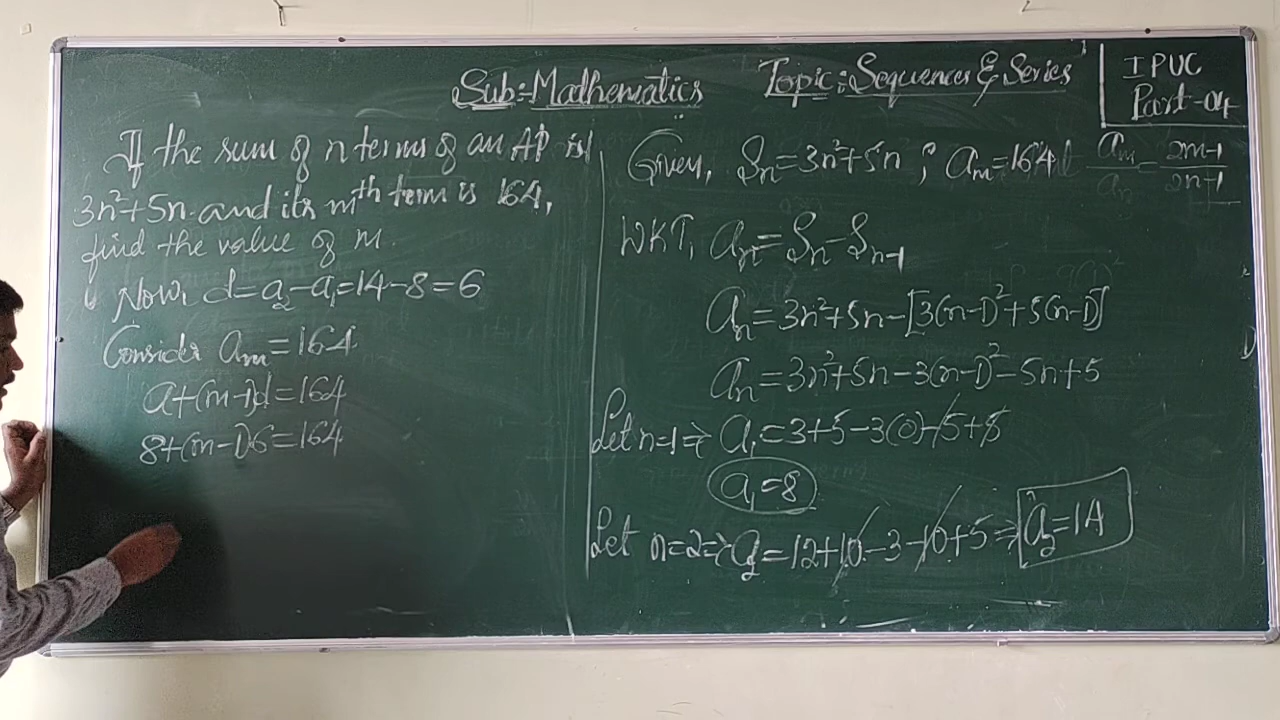 Sub:- Mathematics
Topic: Sequences & Series
I PUC
Part-04
If the sum of n terms of an AP is
3n²+5n and its mth term is 164,
find the value of m.
Now, d=a₂-a₁=14-8=6
Consider aₘ=164
a+(m-1)d=164
8+(m-1)6=164
Given, Sₙ=3n²+5n ; aₘ=164
aₘ/aₙ = 2m-1/2n-1
WKT, aₙ=Sₙ-Sₙ₋₁
aₙ=3n²+5n-[3(n-1)²+5(n-1)]
aₙ=3n²+5n-3(n-1)²-5n+5
Let n=1⇒ a₁=3+5-3(0)-5+5
a₁=8
Let n=2⇒ a₂=12+10-3-10+5⇒ a₂=14